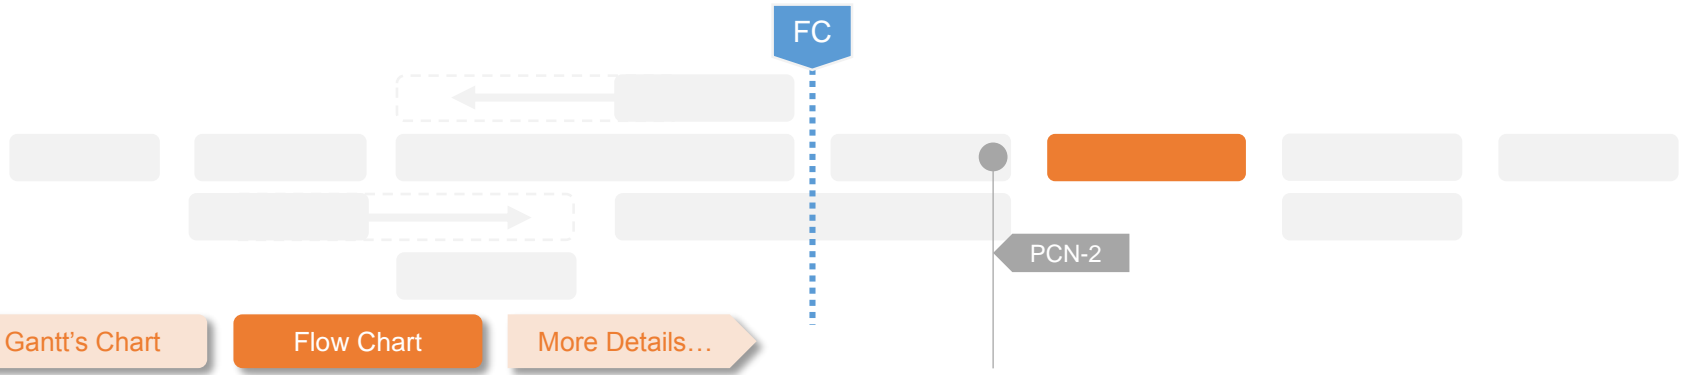 FC
PCN-2
Gantt's Chart
Flow Chart
More Details…